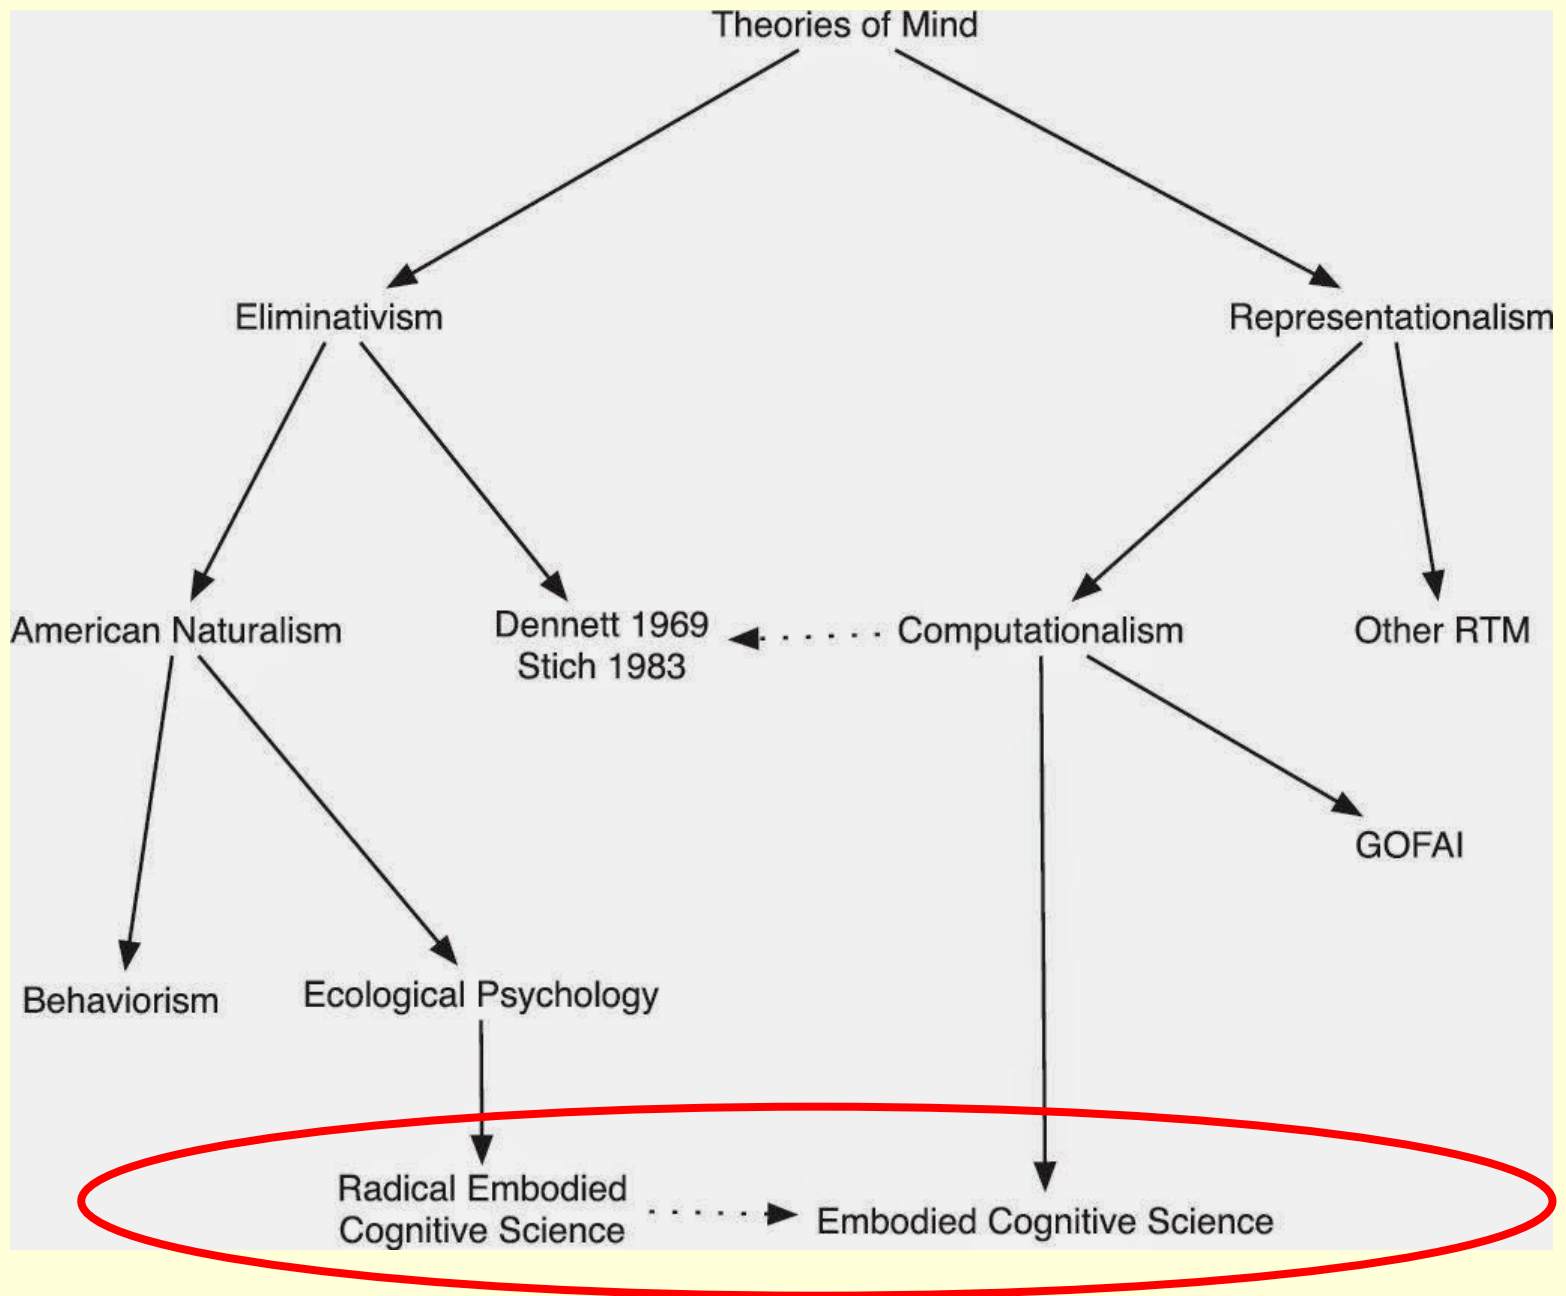 Theories of Mind
Eliminativism
Representationalism
American Naturalism
Dennett 1969
Stich 1983
Computationalism
Other RTM
GOFAI
Behaviorism
Ecological Psychology
Radical Embodied
Cognitive Science
Embodied Cognitive Science